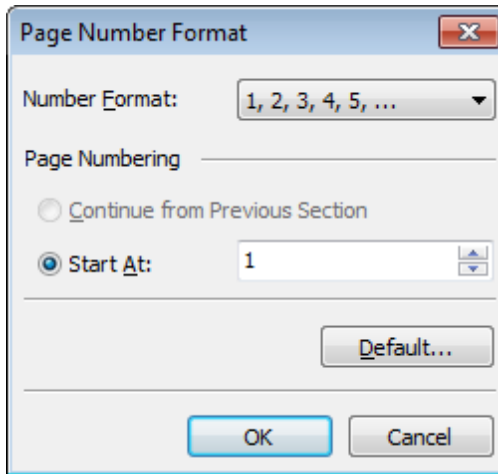 Page Number Format
Number Format: 1, 2, 3, 4, 5, ...
Page Numbering
Continue from Previous Section
Start At: 1
Default...
OK Cancel